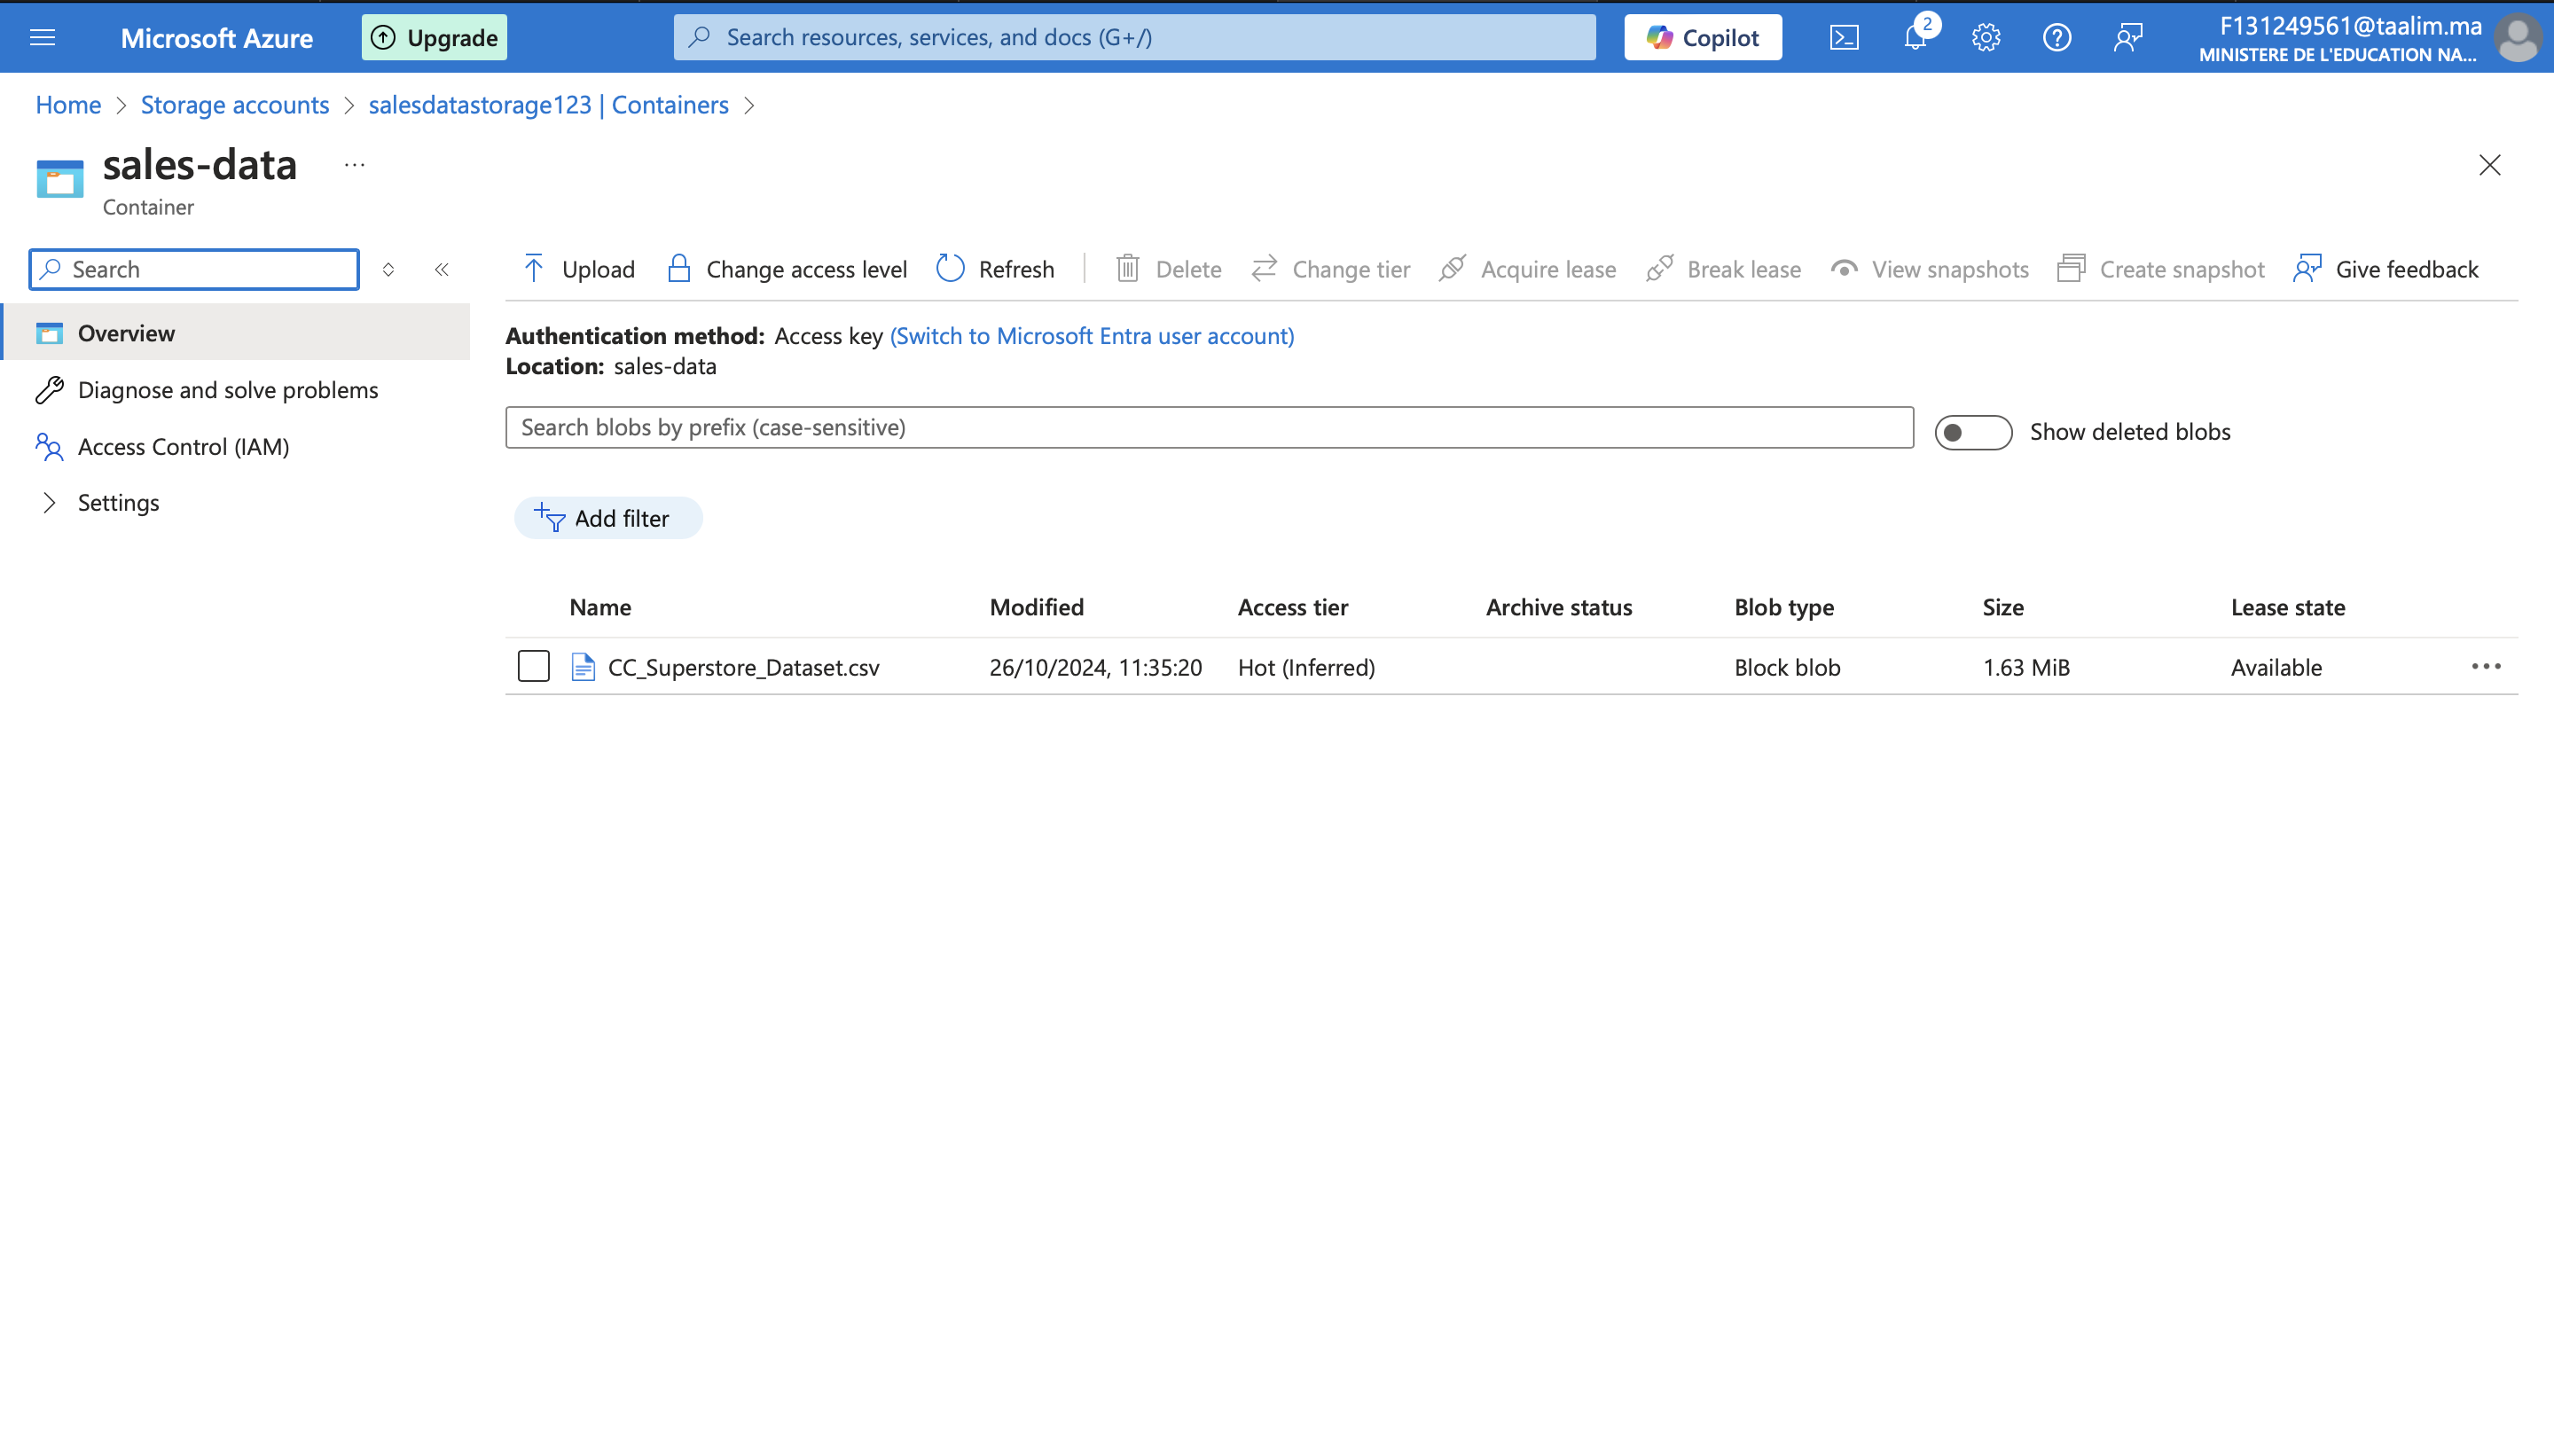 Microsoft Azure
Upgrade
Search resources, services, and docs (G+/)
Copilot
2
F131249561@taalim.ma
MINISTERE DE L'EDUCATION NA...
Home > Storage accounts > salesdatastorage123 | Containers >
sales-data ...
Container
Search
Upload
Change access level
Refresh
Delete
Change tier
Acquire lease
Break lease
View snapshots
Create snapshot
Give feedback
Overview
Diagnose and solve problems
Access Control (IAM)
Settings
Authentication method: Access key (Switch to Microsoft Entra user account)
Location: sales-data
Search blobs by prefix (case-sensitive)
Show deleted blobs
Add filter
Name Modified Access tier Archive status Blob type Size Lease state
CC_Superstore_Dataset.csv 26/10/2024, 11:35:20 Hot (Inferred) Block blob 1.63 MiB Available ...